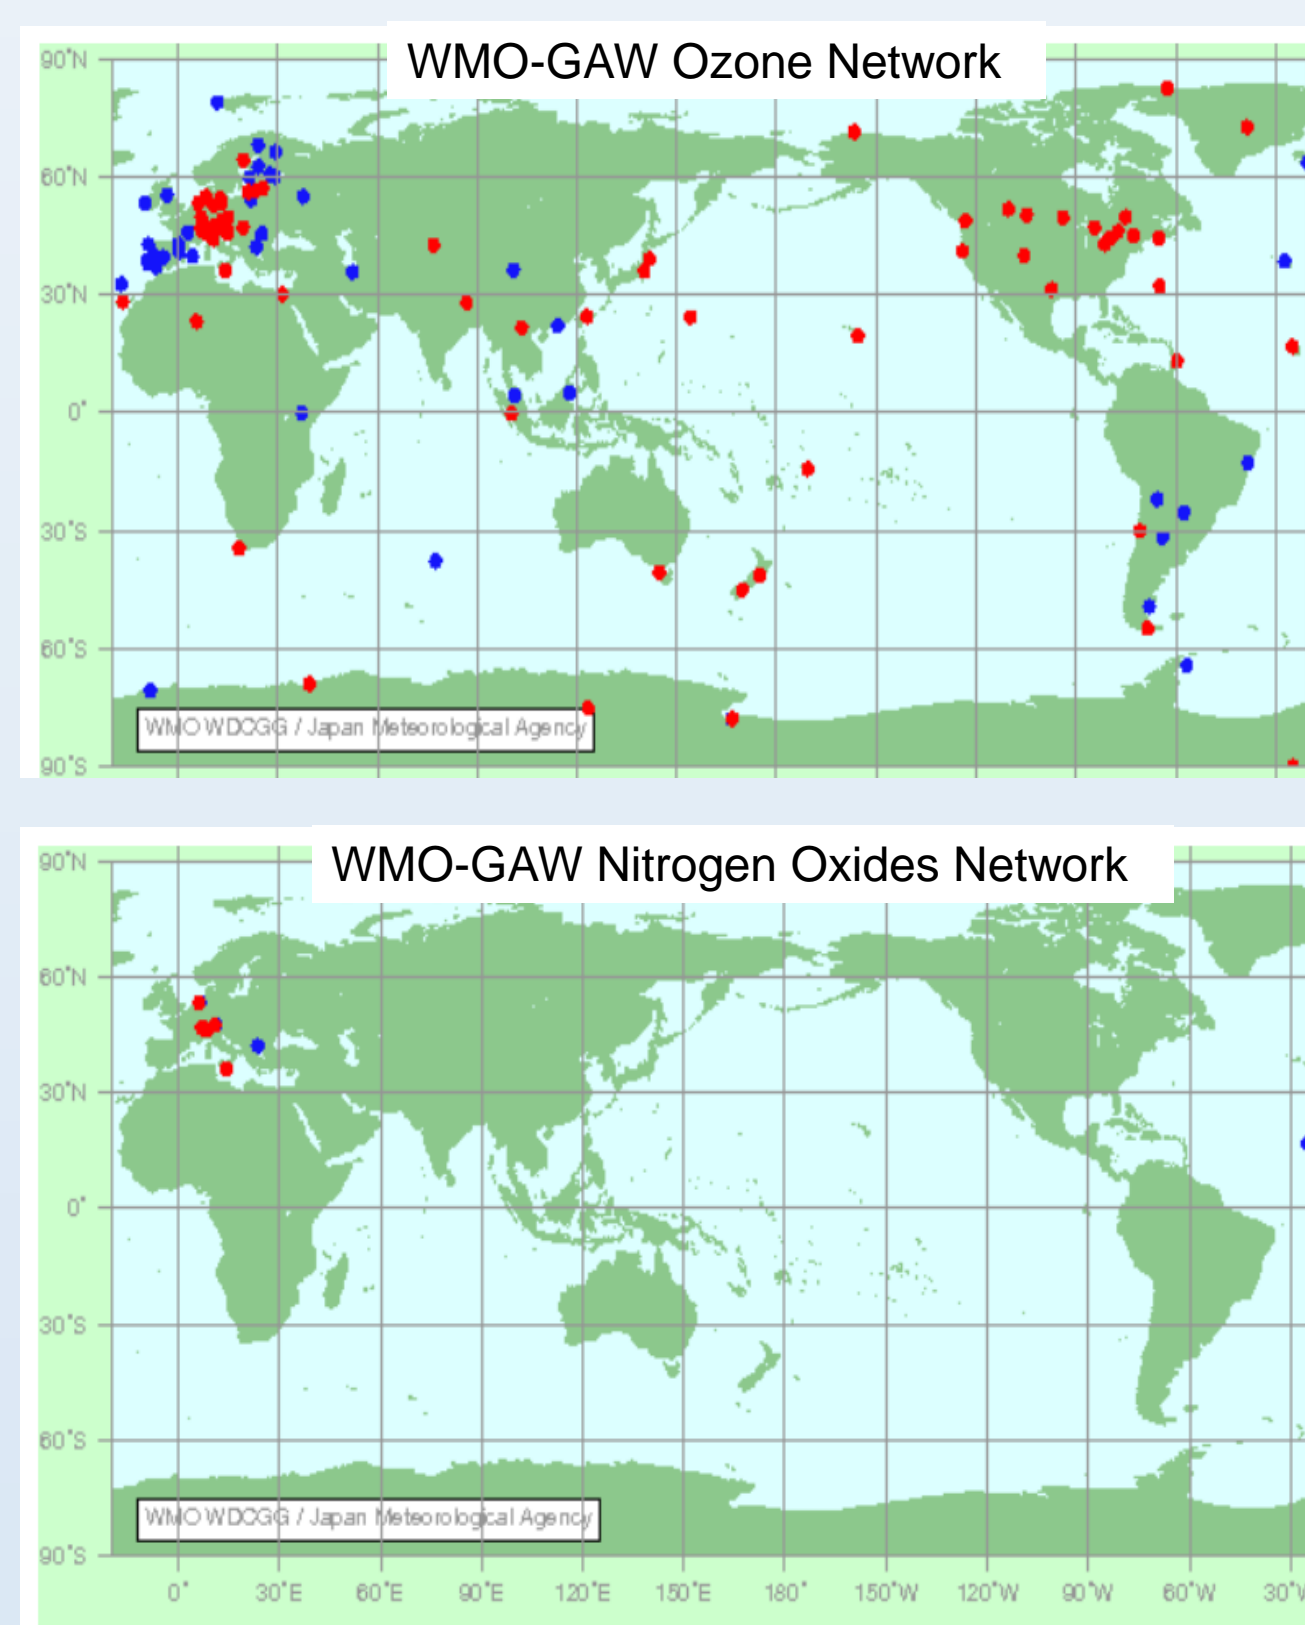 WMO-GAW Ozone Network
90°N
60°N
30°N
0°
30°S
60°S
WMO WDCGG / Japan Meteorological Agency
90°S
WMO-GAW Nitrogen Oxides Network
90°N
60°N
30°N
0°
30°S
60°S
WMO WDCGG / Japan Meteorological Agency
90°S
0° 30°E 60°E 90°E 120°E 150°E 180° 150°W 120°W 90°W 60°W 30°W